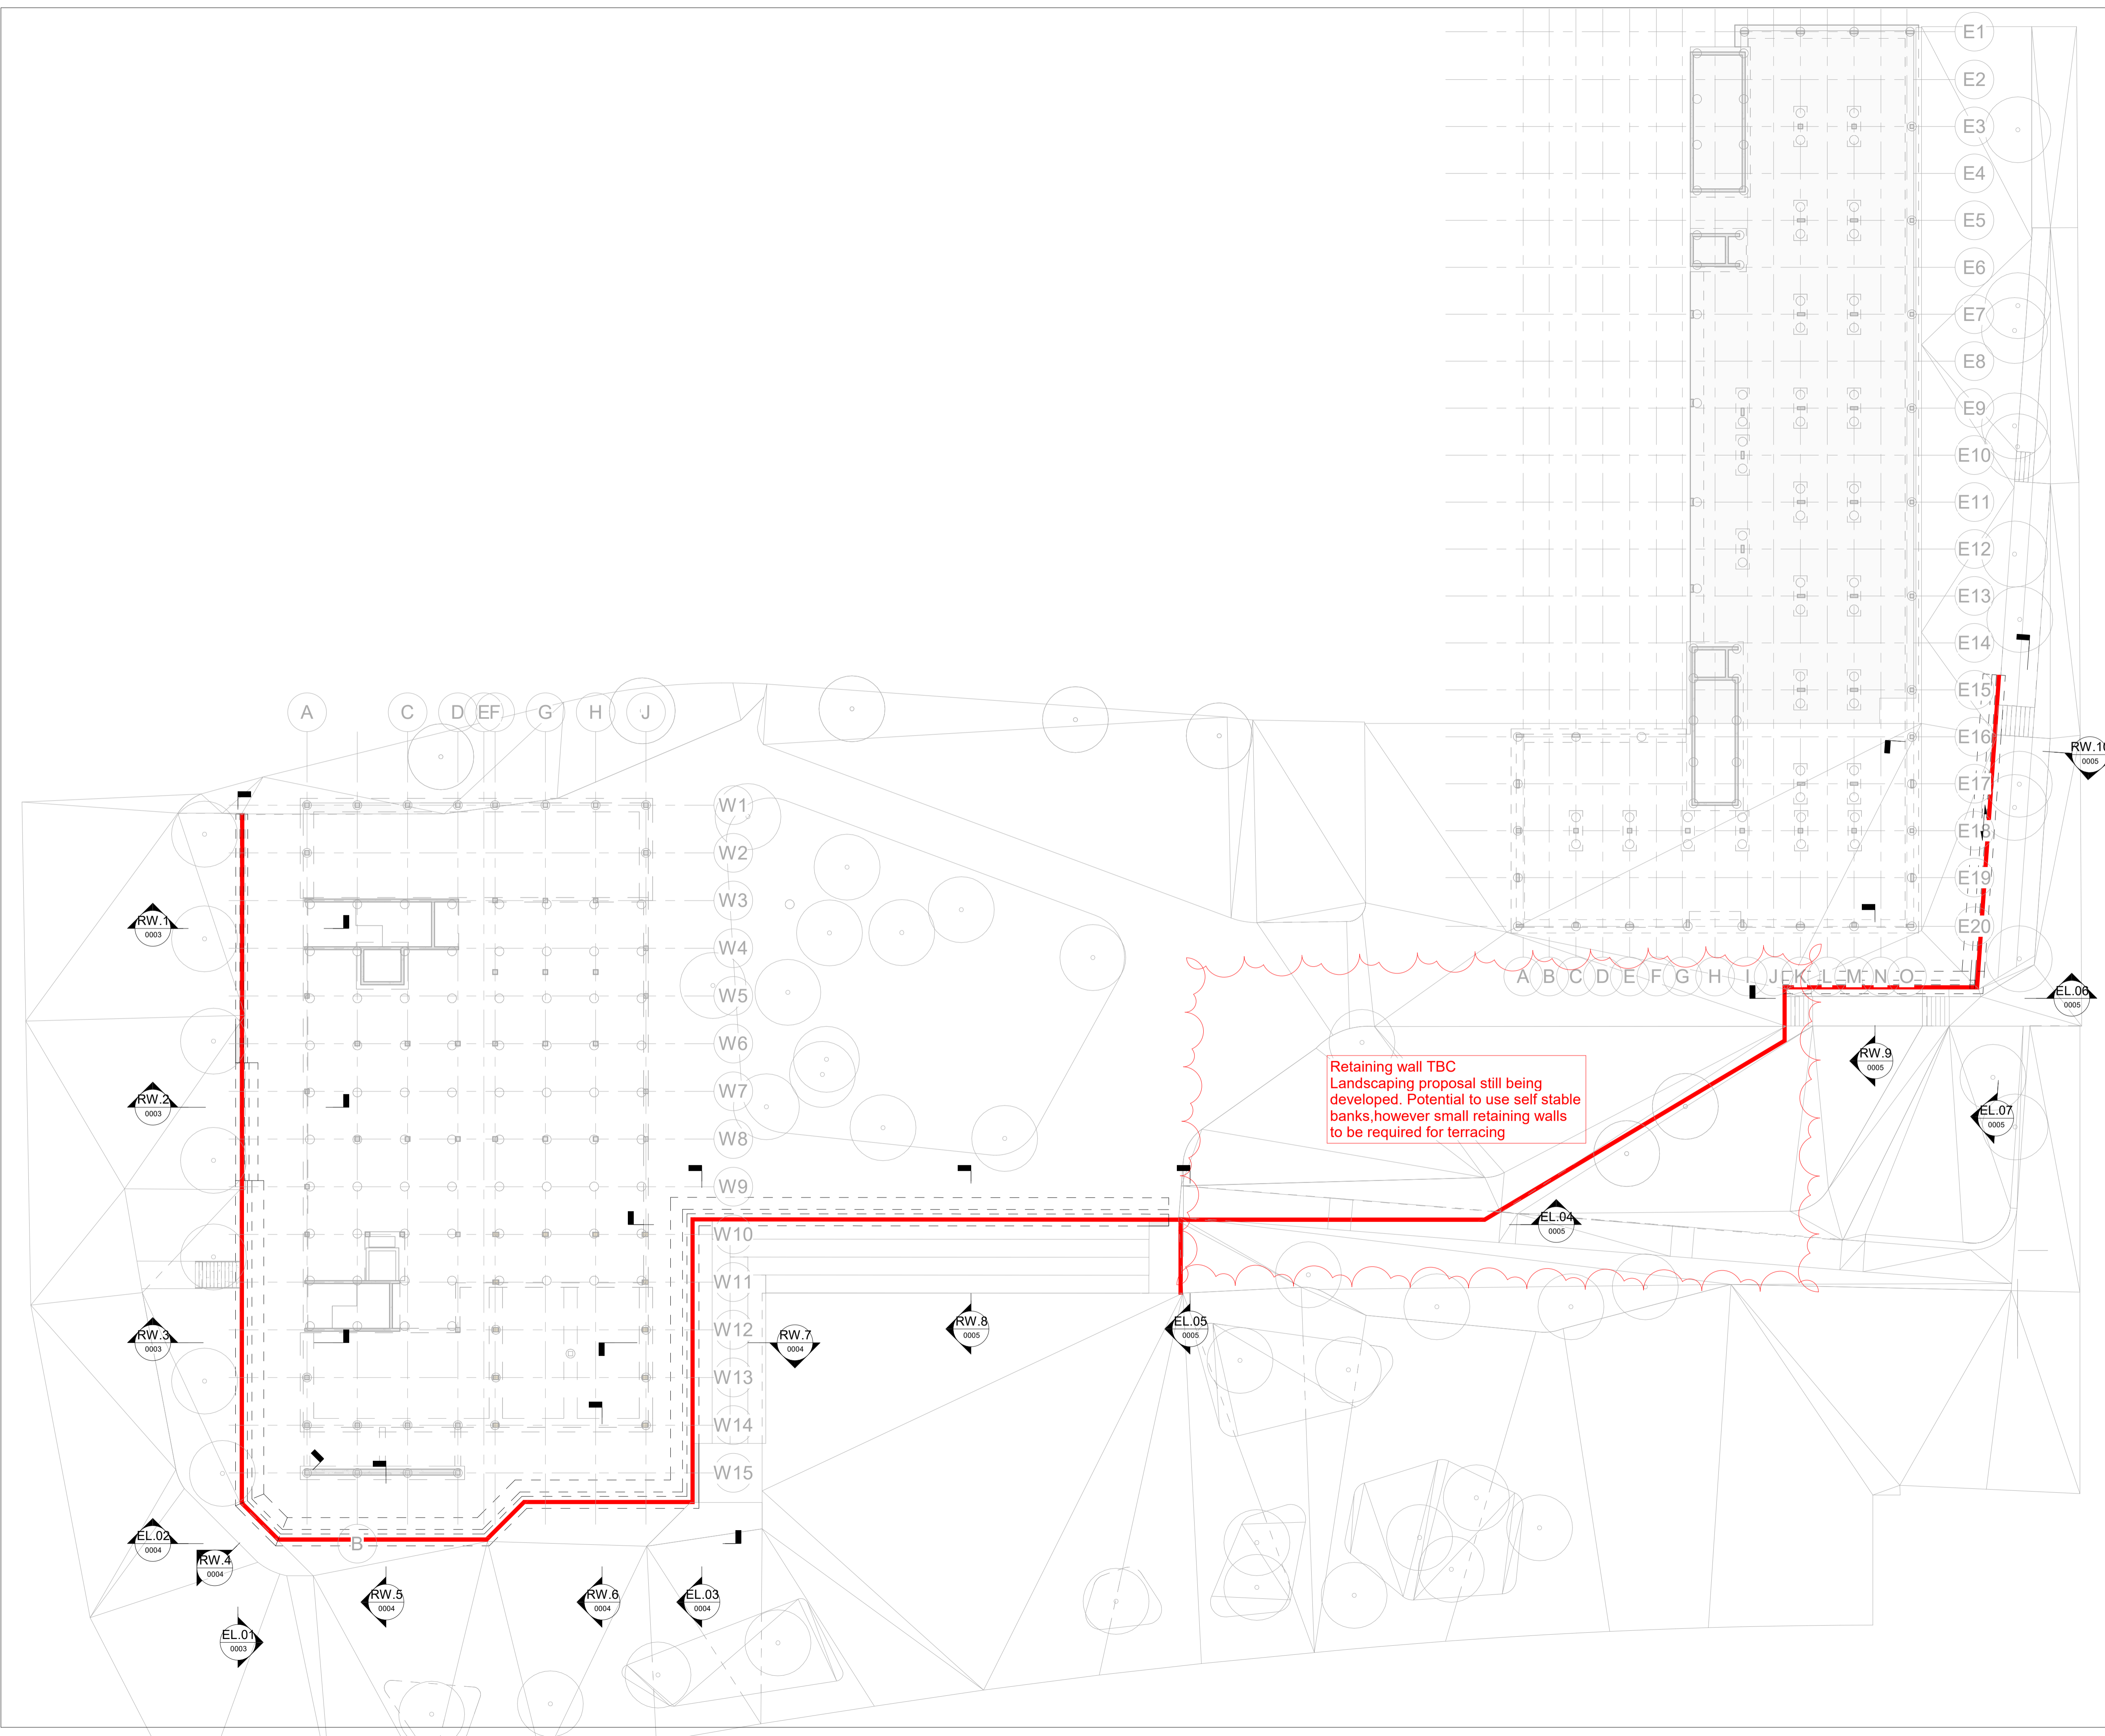 E1
E2
E3
E4
E5
E6
E7
E8
E9
E10
E11
E12
E13
E14
E15
E16
E17
E18
E19
E20
A B C D E F G H I J K L M N O
A C D E F G H J
W1
W2
W3
W4
W5
W6
W7
W8
W9
W10
W11
W12
W13
W14
W15
B
RW.1
0003
RW.2
0003
RW.3
0003
EL.02
0004
RW.4
0004
EL.01
0003
RW.5
0004
RW.6
0004
EL.03
0004
RW.7
0004
RW.8
0005
EL.05
0005
EL.04
0005
Retaining wall TBC
Landscaping proposal still being
developed. Potential to use self stable
banks,however small retaining walls
to be required for terracing
RW.9
0005
EL.07
0005
EL.06
0005
RW.10
0005